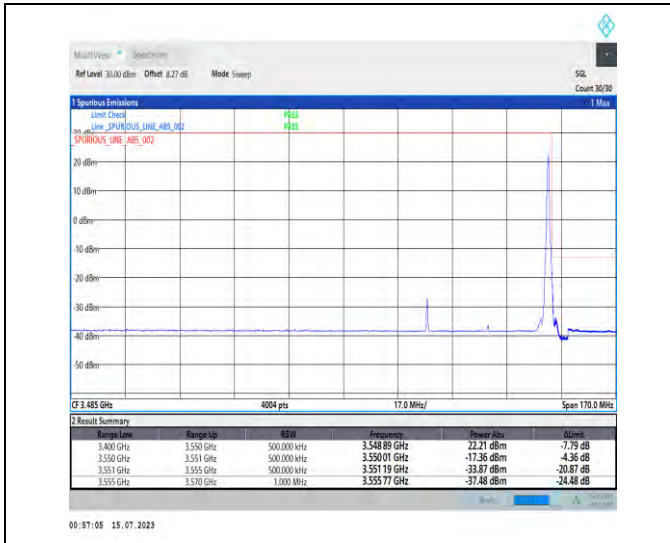 MultiView Spectrum
Ref Level 30.00 dBm Offset 8.27 dB Mode Sweep SGL
Count 30/30
1 Spurious Emissions 1 Max
Limit Check PASS
Line _SPURIOUS_LINE_ABS_002 PASS
SPURIOUS_LINE_ABS_002
20 dBm
10 dBm
0 dBm
-10 dBm
-20 dBm
-30 dBm
-40 dBm
-50 dBm
CF 3.485 GHz 4004 pts 17.0 MHz/ Span 170.0 MHz
2 Result Summary
Range Low Range Up RBW Frequency Power Abs ΔLimit
3.400 GHz 3.550 GHz 500.000 kHz 3.548 89 GHz 22.21 dBm -7.79 dB
3.550 GHz 3.551 GHz 500.000 kHz 3.550 01 GHz -17.36 dBm -4.36 dB
3.551 GHz 3.555 GHz 500.000 kHz 3.551 19 GHz -33.87 dBm -20.87 dB
3.555 GHz 3.570 GHz 1.000 MHz 3.555 77 GHz -37.48 dBm -24.48 dB
00:57:05 15.07.2023